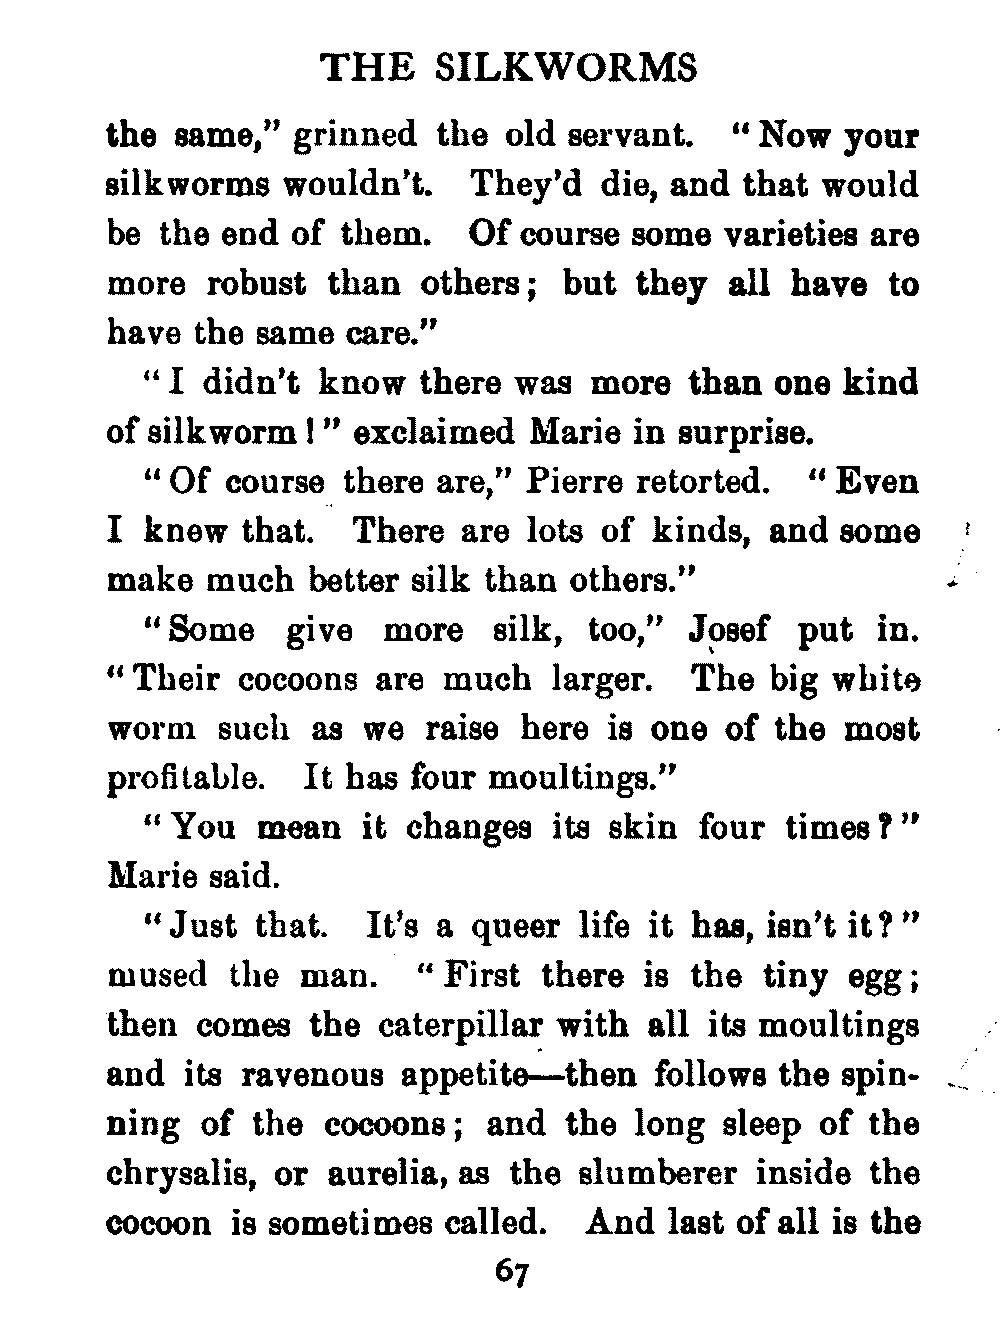 THE SILKWORMS
the same,” grinned the old servant. “Now your
silkworms wouldn’t. They’d die, and that would
be the end of them. Of course some varieties are
more robust than others; but they all have to
have the same care.”
“I didn’t know there was more than one kind
of silkworm!” exclaimed Marie in surprise.
“Of course there are,” Pierre retorted. “Even
I knew that. There are lots of kinds, and some
make much better silk than others.”
“Some give more silk, too,” Josef put in.
“Their cocoons are much larger. The big white
worm such as we raise here is one of the most
profitable. It has four moultings.”
“You mean it changes its skin four times?”
Marie said.
“Just that. It’s a queer life it has, isn’t it?”
mused the man. “First there is the tiny egg;
then comes the caterpillar with all its moultings
and its ravenous appetite—then follows the spin-
ning of the cocoons; and the long sleep of the
chrysalis, or aurelia, as the slumberer inside the
cocoon is sometimes called. And last of all is the
67